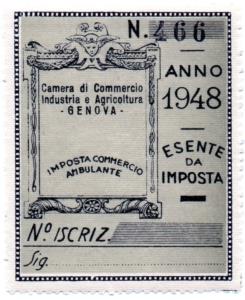 N. 466
ANNO
1948
Camera di Commercio
Industria e Agricoltura
- GENOVA -
IMPOSTA COMMERCIO
AMBULANTE
ESENTE
DA
IMPOSTA
Nº ISCRIZ.
Sig.